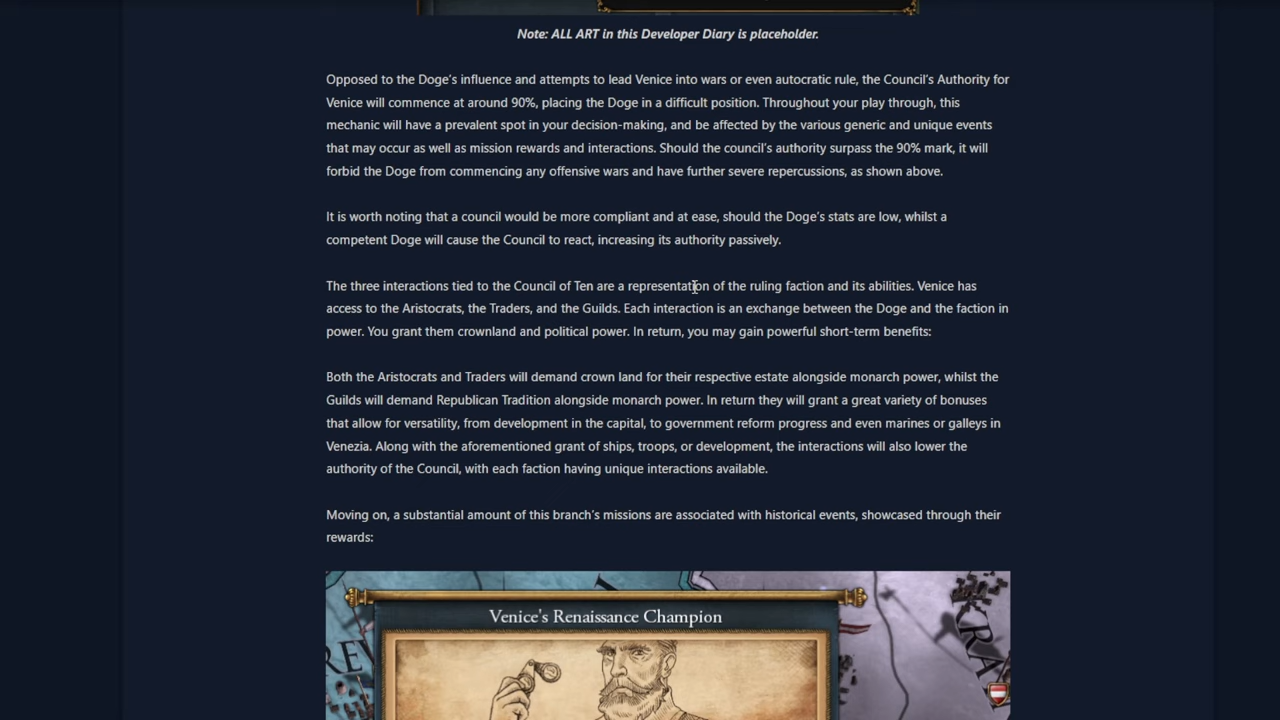 Note: ALL ART in this Developer Diary is placeholder.
Opposed to the Doge's influence and attempts to lead Venice into wars or even autocratic rule, the Council's Authority for
Venice will commence at around 90%, placing the Doge in a difficult position. Throughout your play through, this
mechanic will have a prevalent spot in your decision-making, and be affected by the various generic and unique events
that may occur as well as mission rewards and interactions. Should the council's authority surpass the 90% mark, it will
forbid the Doge from commencing any offensive wars and have further severe repercussions, as shown above.
It is worth noting that a council would be more compliant and at ease, should the Doge's stats are low, whilst a
competent Doge will cause the Council to react, increasing its authority passively.
The three interactions tied to the Council of Ten are a representation of the ruling faction and its abilities. Venice has
access to the Aristocrats, the Traders, and the Guilds. Each interaction is an exchange between the Doge and the faction in
power. You grant them crownland and political power. In return, you may gain powerful short-term benefits:
Both the Aristocrats and Traders will demand crown land for their respective estate alongside monarch power, whilst the
Guilds will demand Republican Tradition alongside monarch power. In return they will grant a great variety of bonuses
that allow for versatility, from development in the capital, to government reform progress and even marines or galleys in
Venezia. Along with the aforementioned grant of ships, troops, or development, the interactions will also lower the
authority of the Council, with each faction having unique interactions available.
Moving on, a substantial amount of this branch's missions are associated with historical events, showcased through their
rewards:
Venice's Renaissance Champion